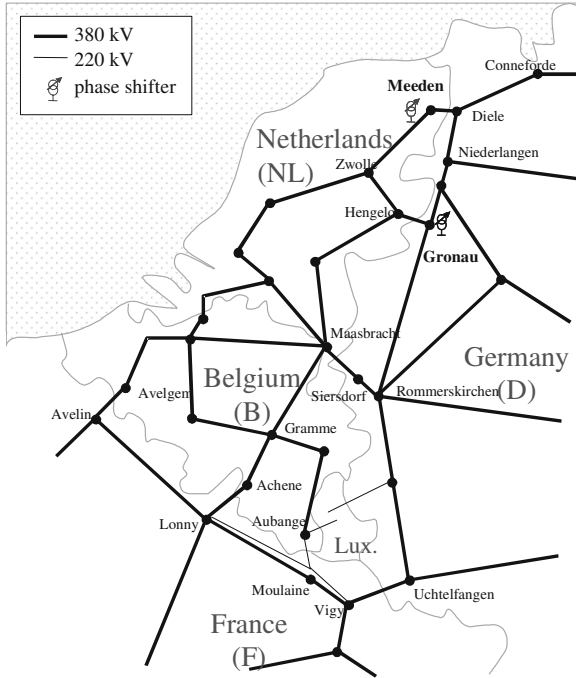 380 kV
220 kV
phase shifter
Conneforde
Meeden
Diele
Netherlands
(NL)
Niederlangen
Zwolle
Hengelo
Gronau
Maasbracht
Germany
(D)
Belgium
(B)
Siersdorf
Rommerskirchen
Avelgem
Avelin
Gramme
Achene
Lonny
Aubange
Lux.
Moulaine
Vigy
Uchtelfangen
France
(F)